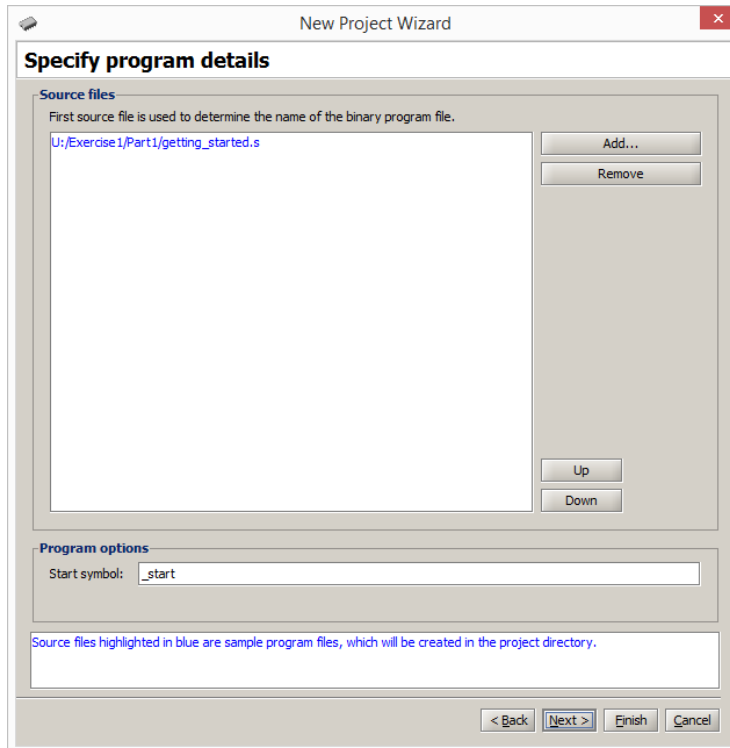 New Project Wizard
Specify program details
Source files
First source file is used to determine the name of the binary program file.
U:/Exercise1/Part1/getting_started.s
Add...
Remove
Up
Down
Program options
Start symbol: _start
Source files highlighted in blue are sample program files, which will be created in the project directory.
< Back Next > Finish Cancel